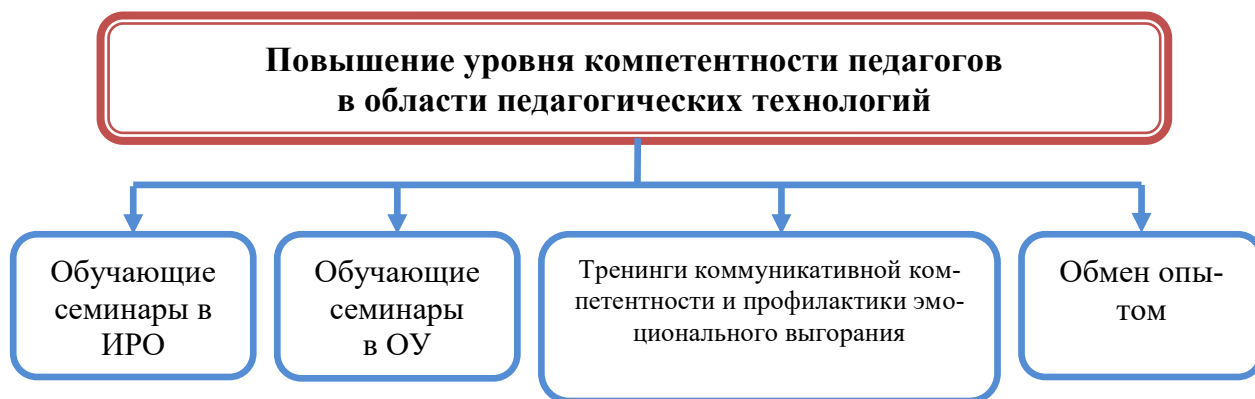 Повышение уровня компетентности педагогов
в области педагогических технологий
Обучающие
семинары в
ИРО
Обучающие
семинары
в ОУ
Тренинги коммуникативной ком-
петентности и профилактики эмо-
ционального выгорания
Обмен опы-
том